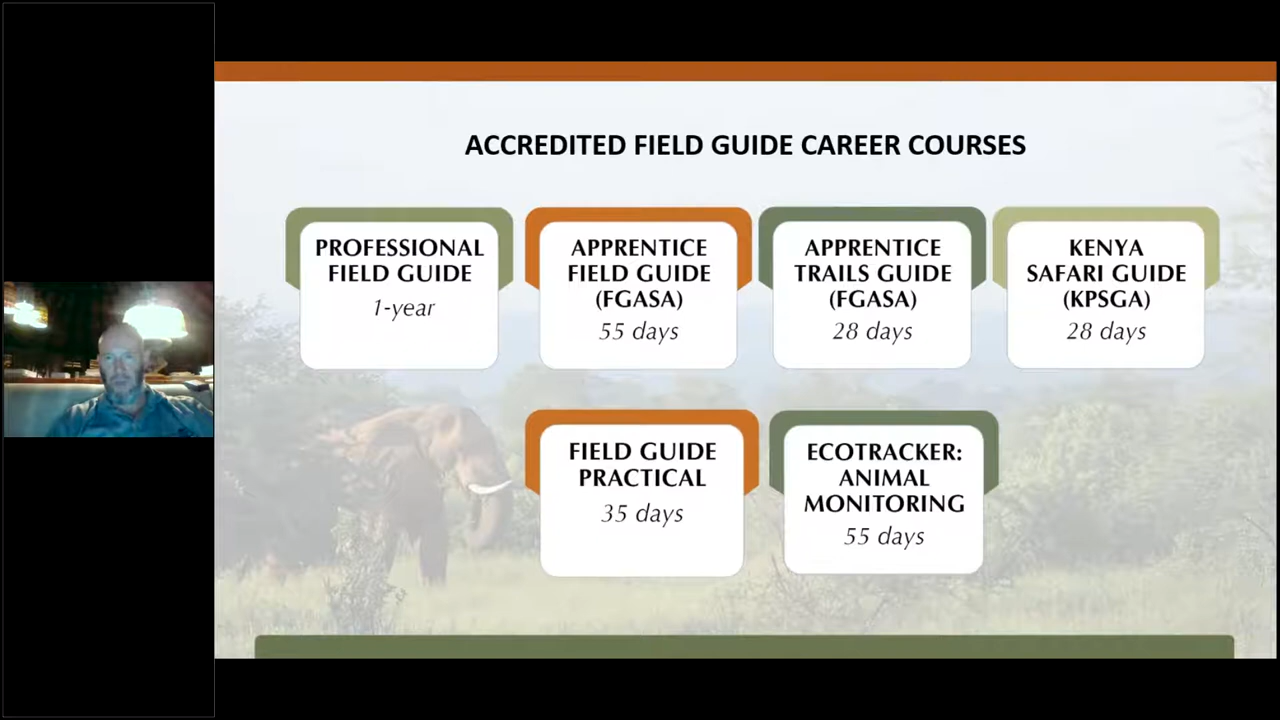 ACCREDITED FIELD GUIDE CAREER COURSES
PROFESSIONAL
FIELD GUIDE
1-year
APPRENTICE
FIELD GUIDE
(FGASA)
55 days
APPRENTICE
TRAILS GUIDE
(FGASA)
28 days
KENYA
SAFARI GUIDE
(KPSGA)
28 days
FIELD GUIDE
PRACTICAL
35 days
ECOTRACKER:
ANIMAL
MONITORING
55 days